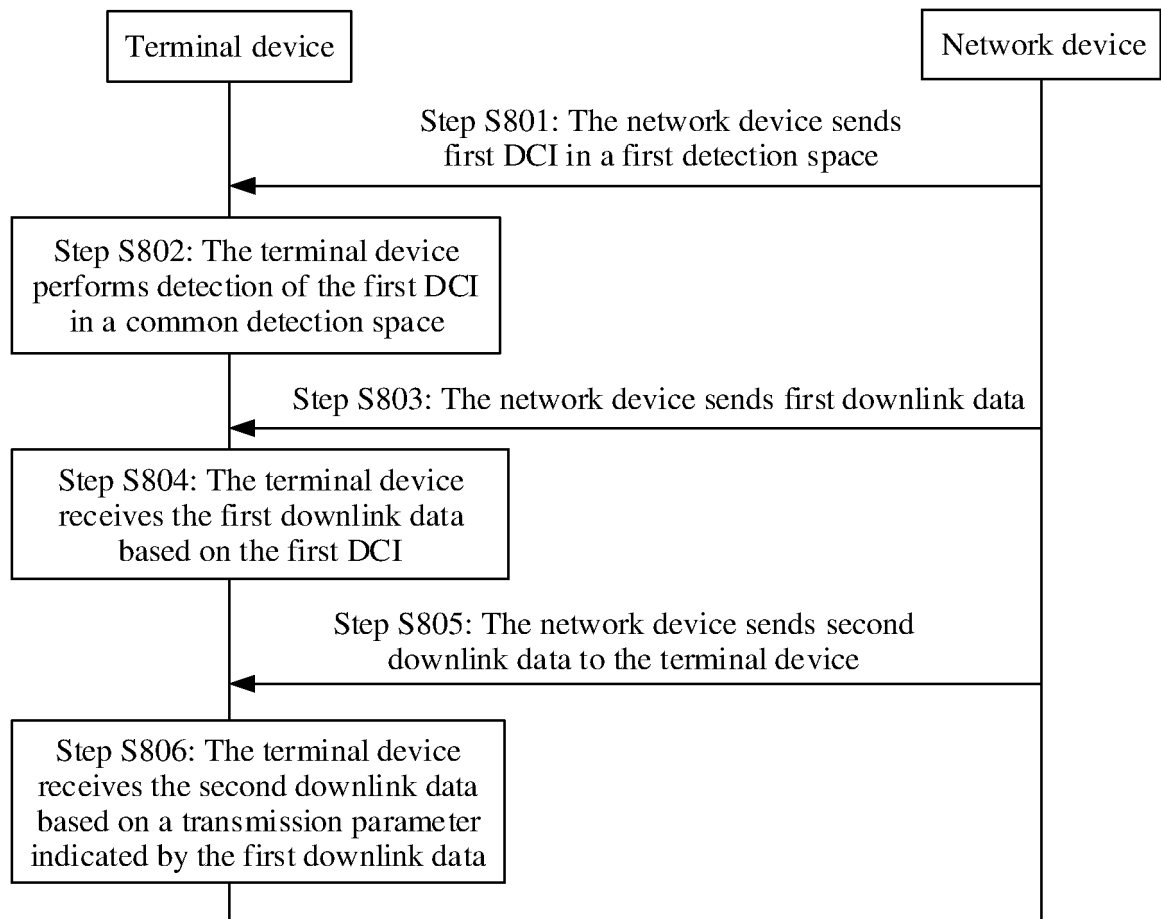 Terminal device
Network device
Step S801: The network device sends
first DCI in a first detection space
Step S802: The terminal device
performs detection of the first DCI
in a common detection space
Step S803: The network device sends first downlink data
Step S804: The terminal device
receives the first downlink data
based on the first DCI
Step S805: The network device sends second
downlink data to the terminal device
Step S806: The terminal device
receives the second downlink data
based on a transmission parameter
indicated by the first downlink data